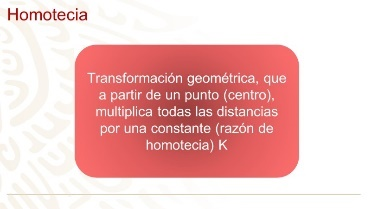 Homotecia
Transformación geométrica, que
a partir de un punto (centro),
multiplica todas las distancias
por una constante (razón de
homotecia) K